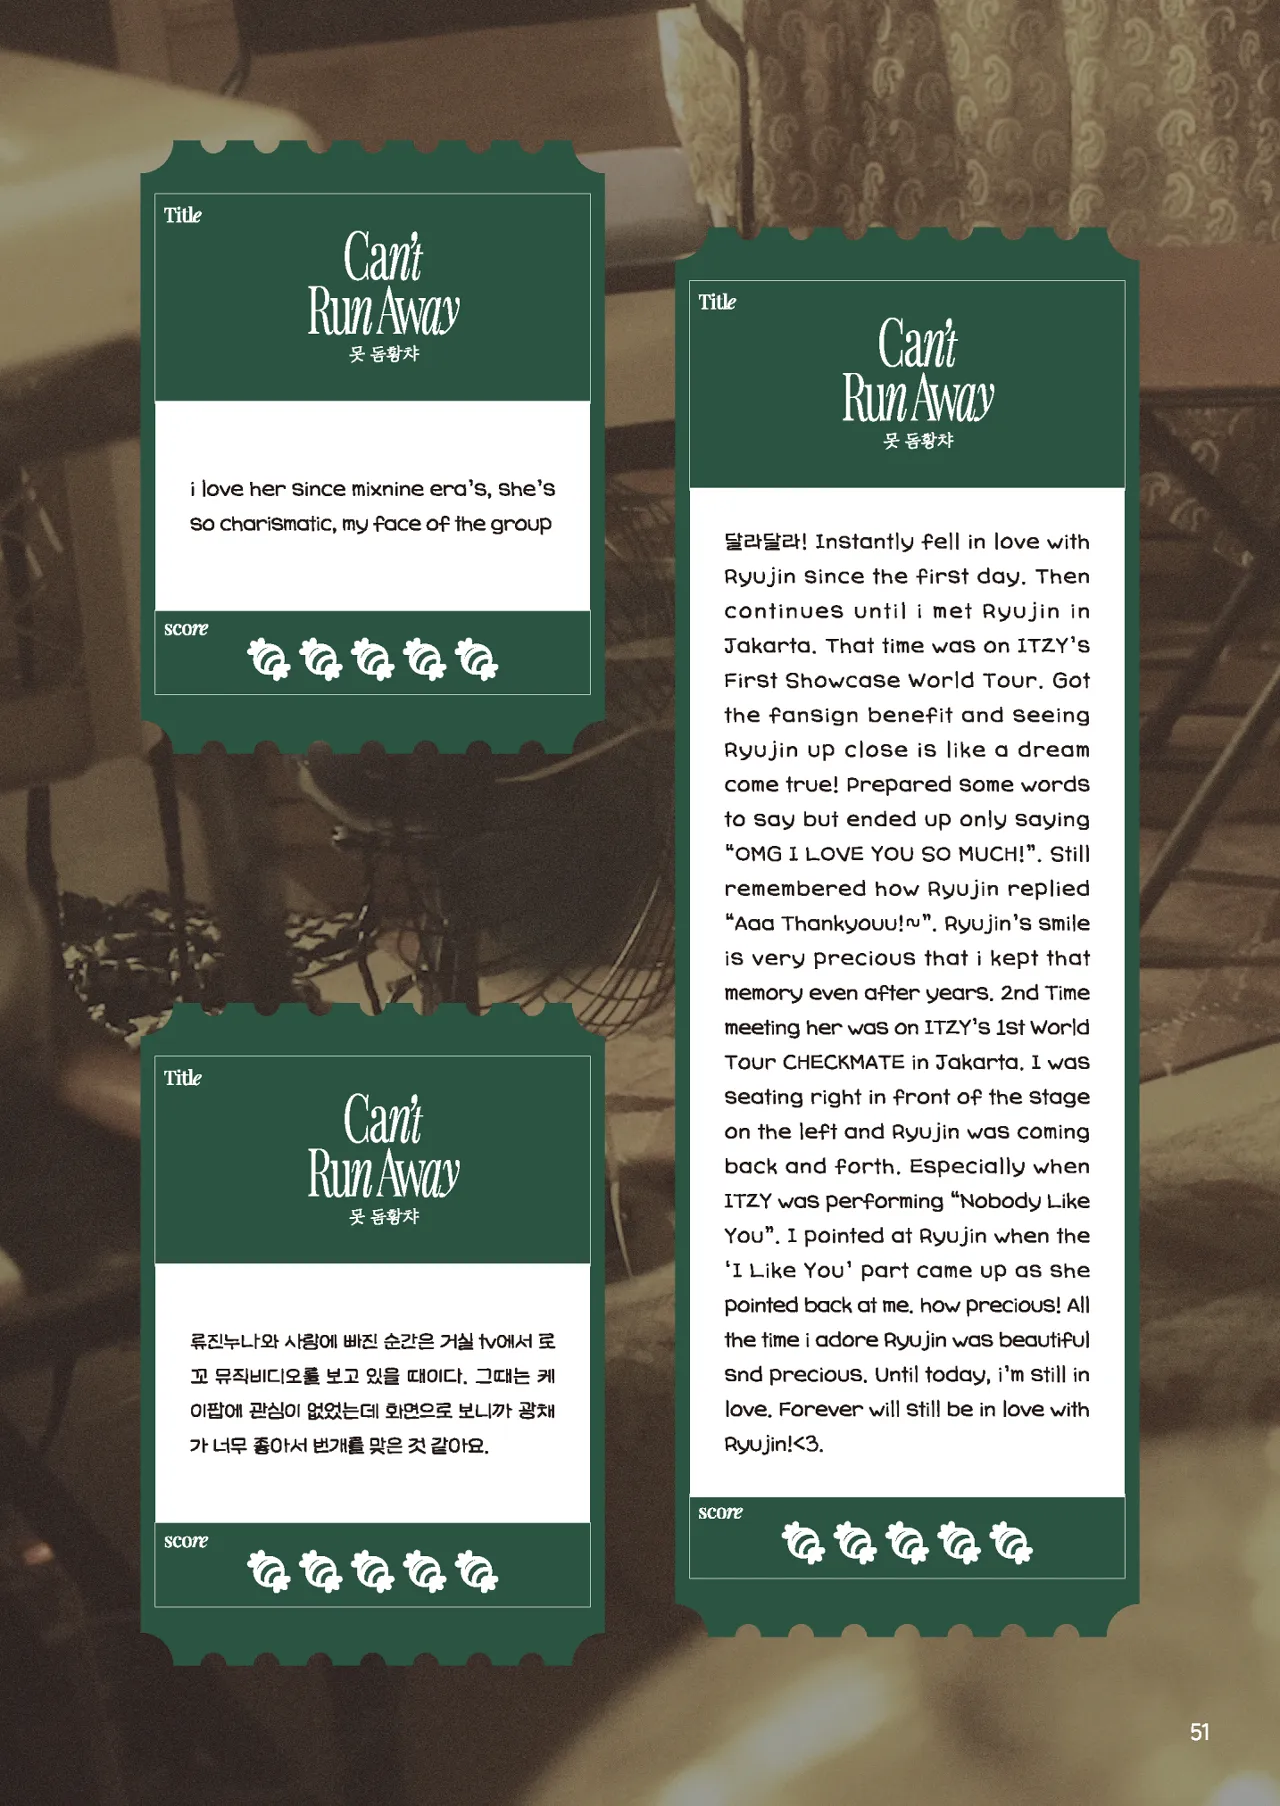 Title
Can't
Run Away
못 돔황챠
i love her since mixnine era's, she's
so charismatic, my face of the group
score
Title
Can't
Run Away
못 돔황챠
달라달라! Instantly fell in love with
Ryujin since the first day. Then
continues until i met Ryujin in
Jakarta. That time was on ITZY's
First Showcase World Tour. Got
the fansign benefit and seeing
Ryujin up close is like a dream
come true! Prepared some words
to say but ended up only saying
“OMG I LOVE YOU SO MUCH!”. Still
remembered how Ryujin replied
“Aaa Thankyouu!~”. Ryujin's smile
is very precious that i kept that
memory even after years. 2nd Time
meeting her was on ITZY's 1st World
Tour CHECKMATE in Jakarta. I was
seating right in front of the stage
on the left and Ryujin was coming
back and forth. Especially when
ITZY was performing “Nobody Like
You”. I pointed at Ryujin when the
‘I Like You’ part came up as she
pointed back at me. how precious! All
the time i adore Ryujin was beautiful
snd precious. Until today, i'm still in
love. Forever will still be in love with
Ryujin!<3.
score
Title
Can't
Run Away
못 돔황챠
류진누나와 사랑에 빠진 순간은 거실 tv에서 로
꼬 뮤직비디오를 보고 있을 때이다. 그때는 케
이팝에 관심이 없었는데 화면으로 보니까 광채
가 너무 좋아서 번개를 맞은 것 같아요.
score
51